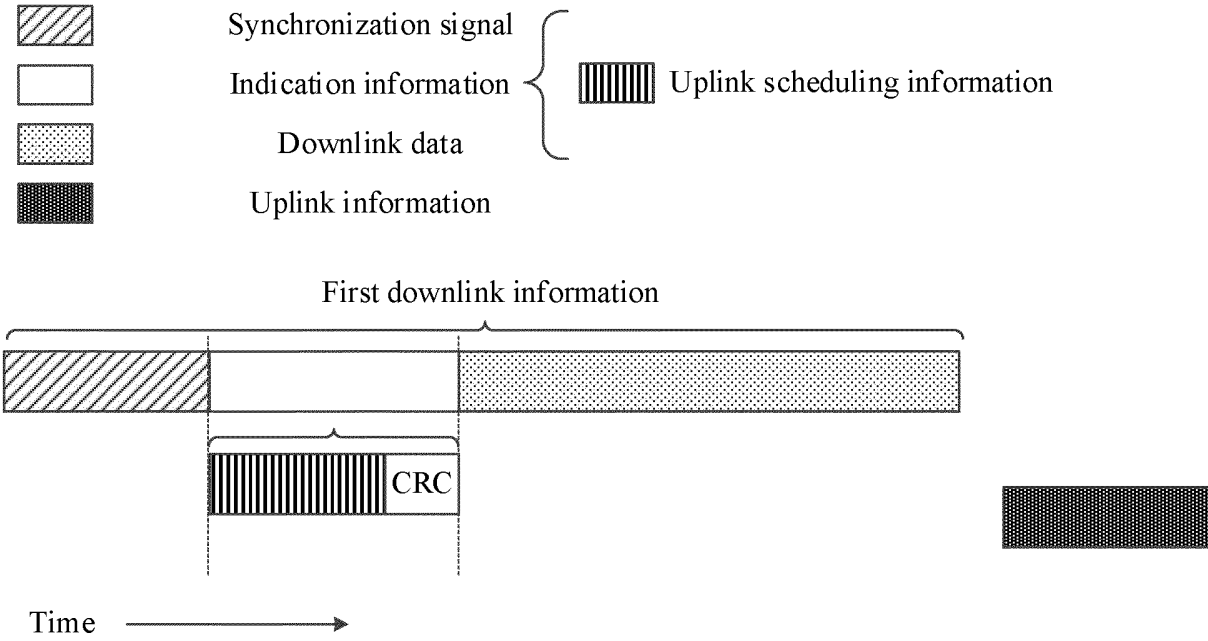 Synchronization signal
Indication information
Uplink scheduling information
Downlink data
Uplink information
First downlink information
CRC
Time